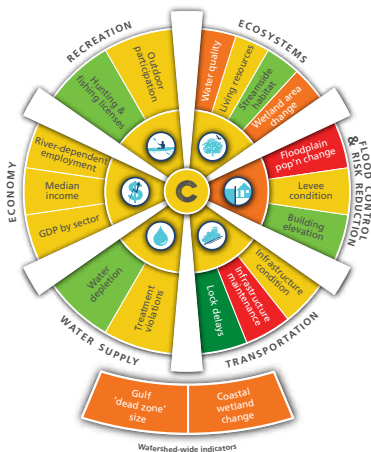 RECREATION
Outdoor
participation
Hunting &
fishing licenses
ECOSYSTEMS
Water quality
Living resources
Streamside
habitat
Wetland area
change
FLOOD CONTROL
& RISK REDUCTION
Floodplain
pop'n change
Levee
condition
Building
elevation
TRANSPORTATION
Infrastructure
condition
Infrastructure
maintenance
Lock delays
WATER SUPPLY
Treatment
violations
Water
depletion
ECONOMY
River-dependent
employment
Median
income
GDP by sector
$
C
Gulf
'dead zone'
size
Coastal
wetland
change
Watershed-wide indicators